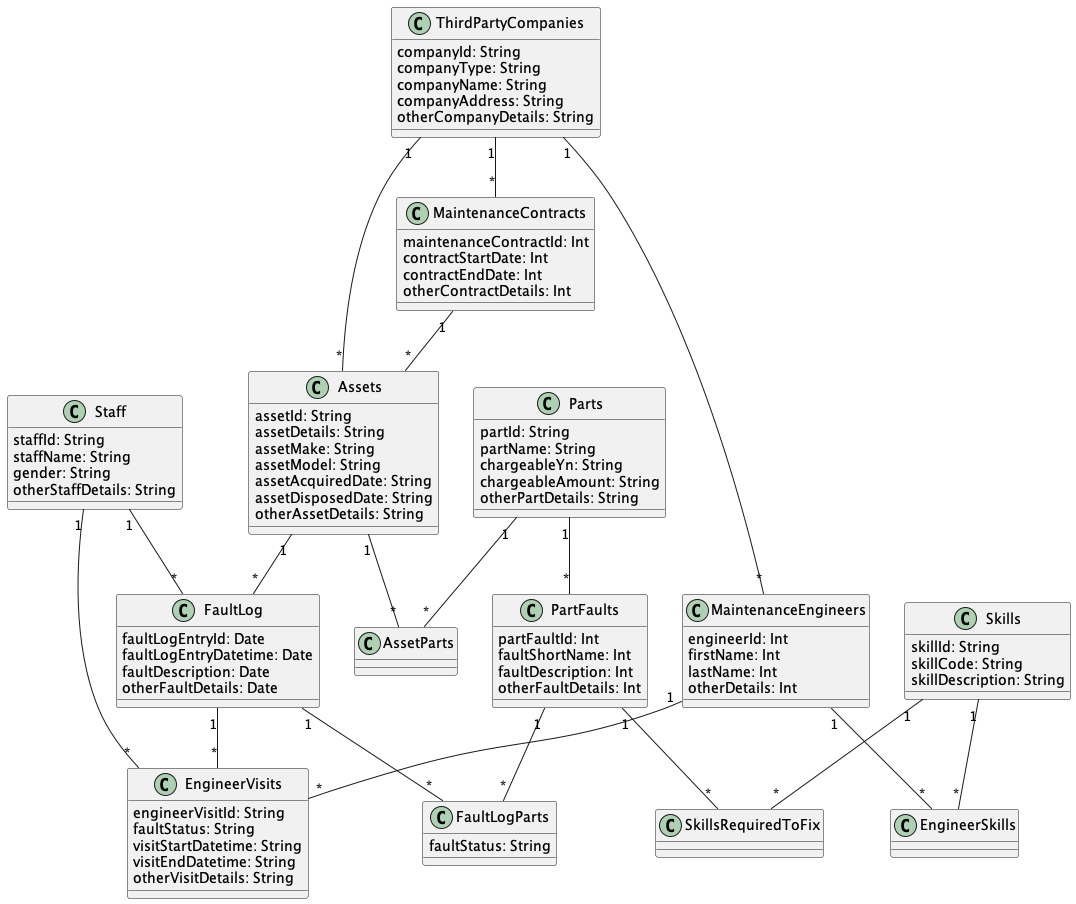 C ThirdPartyCompanies
companyId: String
companyType: String
companyName: String
companyAddress: String
otherCompanyDetails: String
1
1
1
*
C MaintenanceContracts
maintenanceContractId: Int
contractStartDate: Int
contractEndDate: Int
otherContractDetails: Int
1
*
*
C Assets
assetId: String
assetDetails: String
assetMake: String
assetModel: String
assetAcquiredDate: String
assetDisposedDate: String
otherAssetDetails: String
C Parts
partId: String
partName: String
chargeableYn: String
chargeableAmount: String
otherPartDetails: String
C Staff
staffId: String
staffName: String
gender: String
otherStaffDetails: String
1
1
1
1
1
1
*
*
*
*
*
*
C FaultLog
faultLogEntryId: Date
faultLogEntryDatetime: Date
faultDescription: Date
otherFaultDetails: Date
C AssetParts
C PartFaults
partFaultId: Int
faultShortName: Int
faultDescription: Int
otherFaultDetails: Int
C MaintenanceEngineers
engineerId: Int
firstName: Int
lastName: Int
otherDetails: Int
C Skills
skillId: String
skillCode: String
skillDescription: String
1
1
1
1
1
1
1
1
1
*
*
*
*
*
*
*
*
*
C EngineerVisits
engineerVisitId: String
faultStatus: String
visitStartDatetime: String
visitEndDatetime: String
otherVisitDetails: String
C FaultLogParts
faultStatus: String
C SkillsRequiredToFix
C EngineerSkills